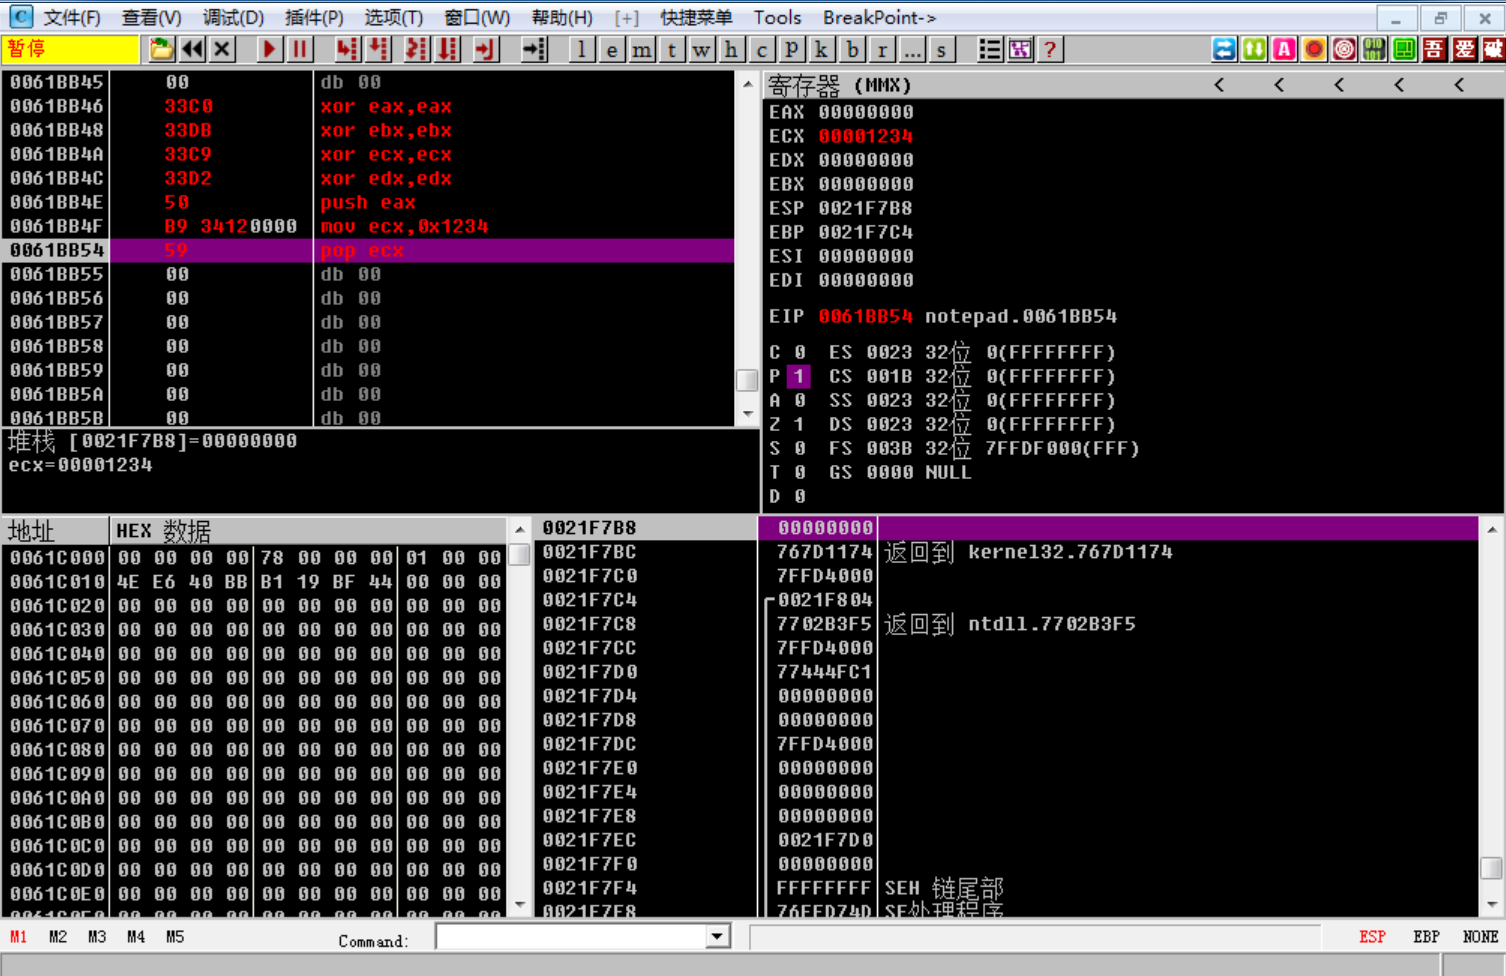 文件(F) 查看(V) 调试(D) 插件(P) 选项(T) 窗口(W) 帮助(H) [+] 快捷菜单 Tools BreakPoint->
暂停 l e m t w h c P k b r ... s ? A 吾 爱 破
0061BB45 00 db 00
0061BB46 33C0 xor eax,eax
0061BB48 33DB xor ebx,ebx
0061BB4A 33C9 xor ecx,ecx
0061BB4C 33D2 xor edx,edx
0061BB4E 50 push eax
0061BB4F B9 34120000 mov ecx,0x1234
0061BB54 59 pop ecx
0061BB55 00 db 00
0061BB56 00 db 00
0061BB57 00 db 00
0061BB58 00 db 00
0061BB59 00 db 00
0061BB5A 00 db 00
0061BB5B 00 db 00
堆栈 [0021F7B8]=00000000
ecx=00001234
寄存器 (MMX) < < < < <
EAX 00000000
ECX 00001234
EDX 00000000
EBX 00000000
ESP 0021F7B8
EBP 0021F7C4
ESI 00000000
EDI 00000000
EIP 0061BB54 notepad.0061BB54
C 0 ES 0023 32位 0(FFFFFFFF)
P 1 CS 001B 32位 0(FFFFFFFF)
A 0 SS 0023 32位 0(FFFFFFFF)
Z 1 DS 0023 32位 0(FFFFFFFF)
S 0 FS 003B 32位 7FFDF000(FFF)
T 0 GS 0000 NULL
D 0
地址 HEX 数据
0061C000 00 00 00 00 78 00 00 00 01 00 00
0061C010 4E E6 40 BB B1 19 BF 44 00 00 00
0061C020 00 00 00 00 00 00 00 00 00 00 00
0061C030 00 00 00 00 00 00 00 00 00 00 00
0061C040 00 00 00 00 00 00 00 00 00 00 00
0061C050 00 00 00 00 00 00 00 00 00 00 00
0061C060 00 00 00 00 00 00 00 00 00 00 00
0061C070 00 00 00 00 00 00 00 00 00 00 00
0061C080 00 00 00 00 00 00 00 00 00 00 00
0061C090 00 00 00 00 00 00 00 00 00 00 00
0061C0A0 00 00 00 00 00 00 00 00 00 00 00
0061C0B0 00 00 00 00 00 00 00 00 00 00 00
0061C0C0 00 00 00 00 00 00 00 00 00 00 00
0061C0D0 00 00 00 00 00 00 00 00 00 00 00
0061C0E0 00 00 00 00 00 00 00 00 00 00 00
0061C0F0 00 00 00 00 00 00 00 00 00 00 00
0021F7B8 00000000
0021F7BC 767D1174 返回到 kernel32.767D1174
0021F7C0 7FFD4000
0021F7C4 0021F804
0021F7C8 7702B3F5 返回到 ntdll.7702B3F5
0021F7CC 7FFD4000
0021F7D0 77444FC1
0021F7D4 00000000
0021F7D8 00000000
0021F7DC 7FFD4000
0021F7E0 00000000
0021F7E4 00000000
0021F7E8 00000000
0021F7EC 0021F7D0
0021F7F0 00000000
0021F7F4 FFFFFFFF SEH 链尾部
0021F7F8 76FFD74D SE处理程序
M1 M2 M3 M4 M5 Command: ESP EBP NONE